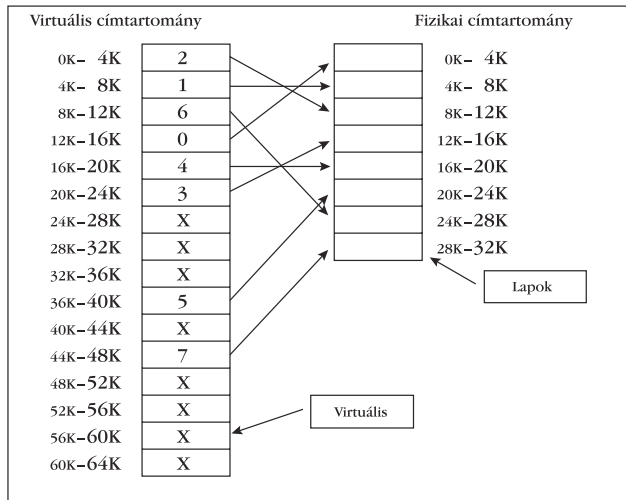 Virtuális címtartomány Fizikai címtartomány
0K–4K 2 0K–4K
4K–8K 1 4K–8K
8K–12K 6 8K–12K
12K–16K 0 12K–16K
16K–20K 4 16K–20K
20K–24K 3 20K–24K
24K–28K X 24K–28K
28K–32K X 28K–32K
32K–36K X
Lapok
36K–40K 5
40K–44K X
44K–48K 7
48K–52K X
52K–56K X
Virtuális
56K–60K X
60K–64K X